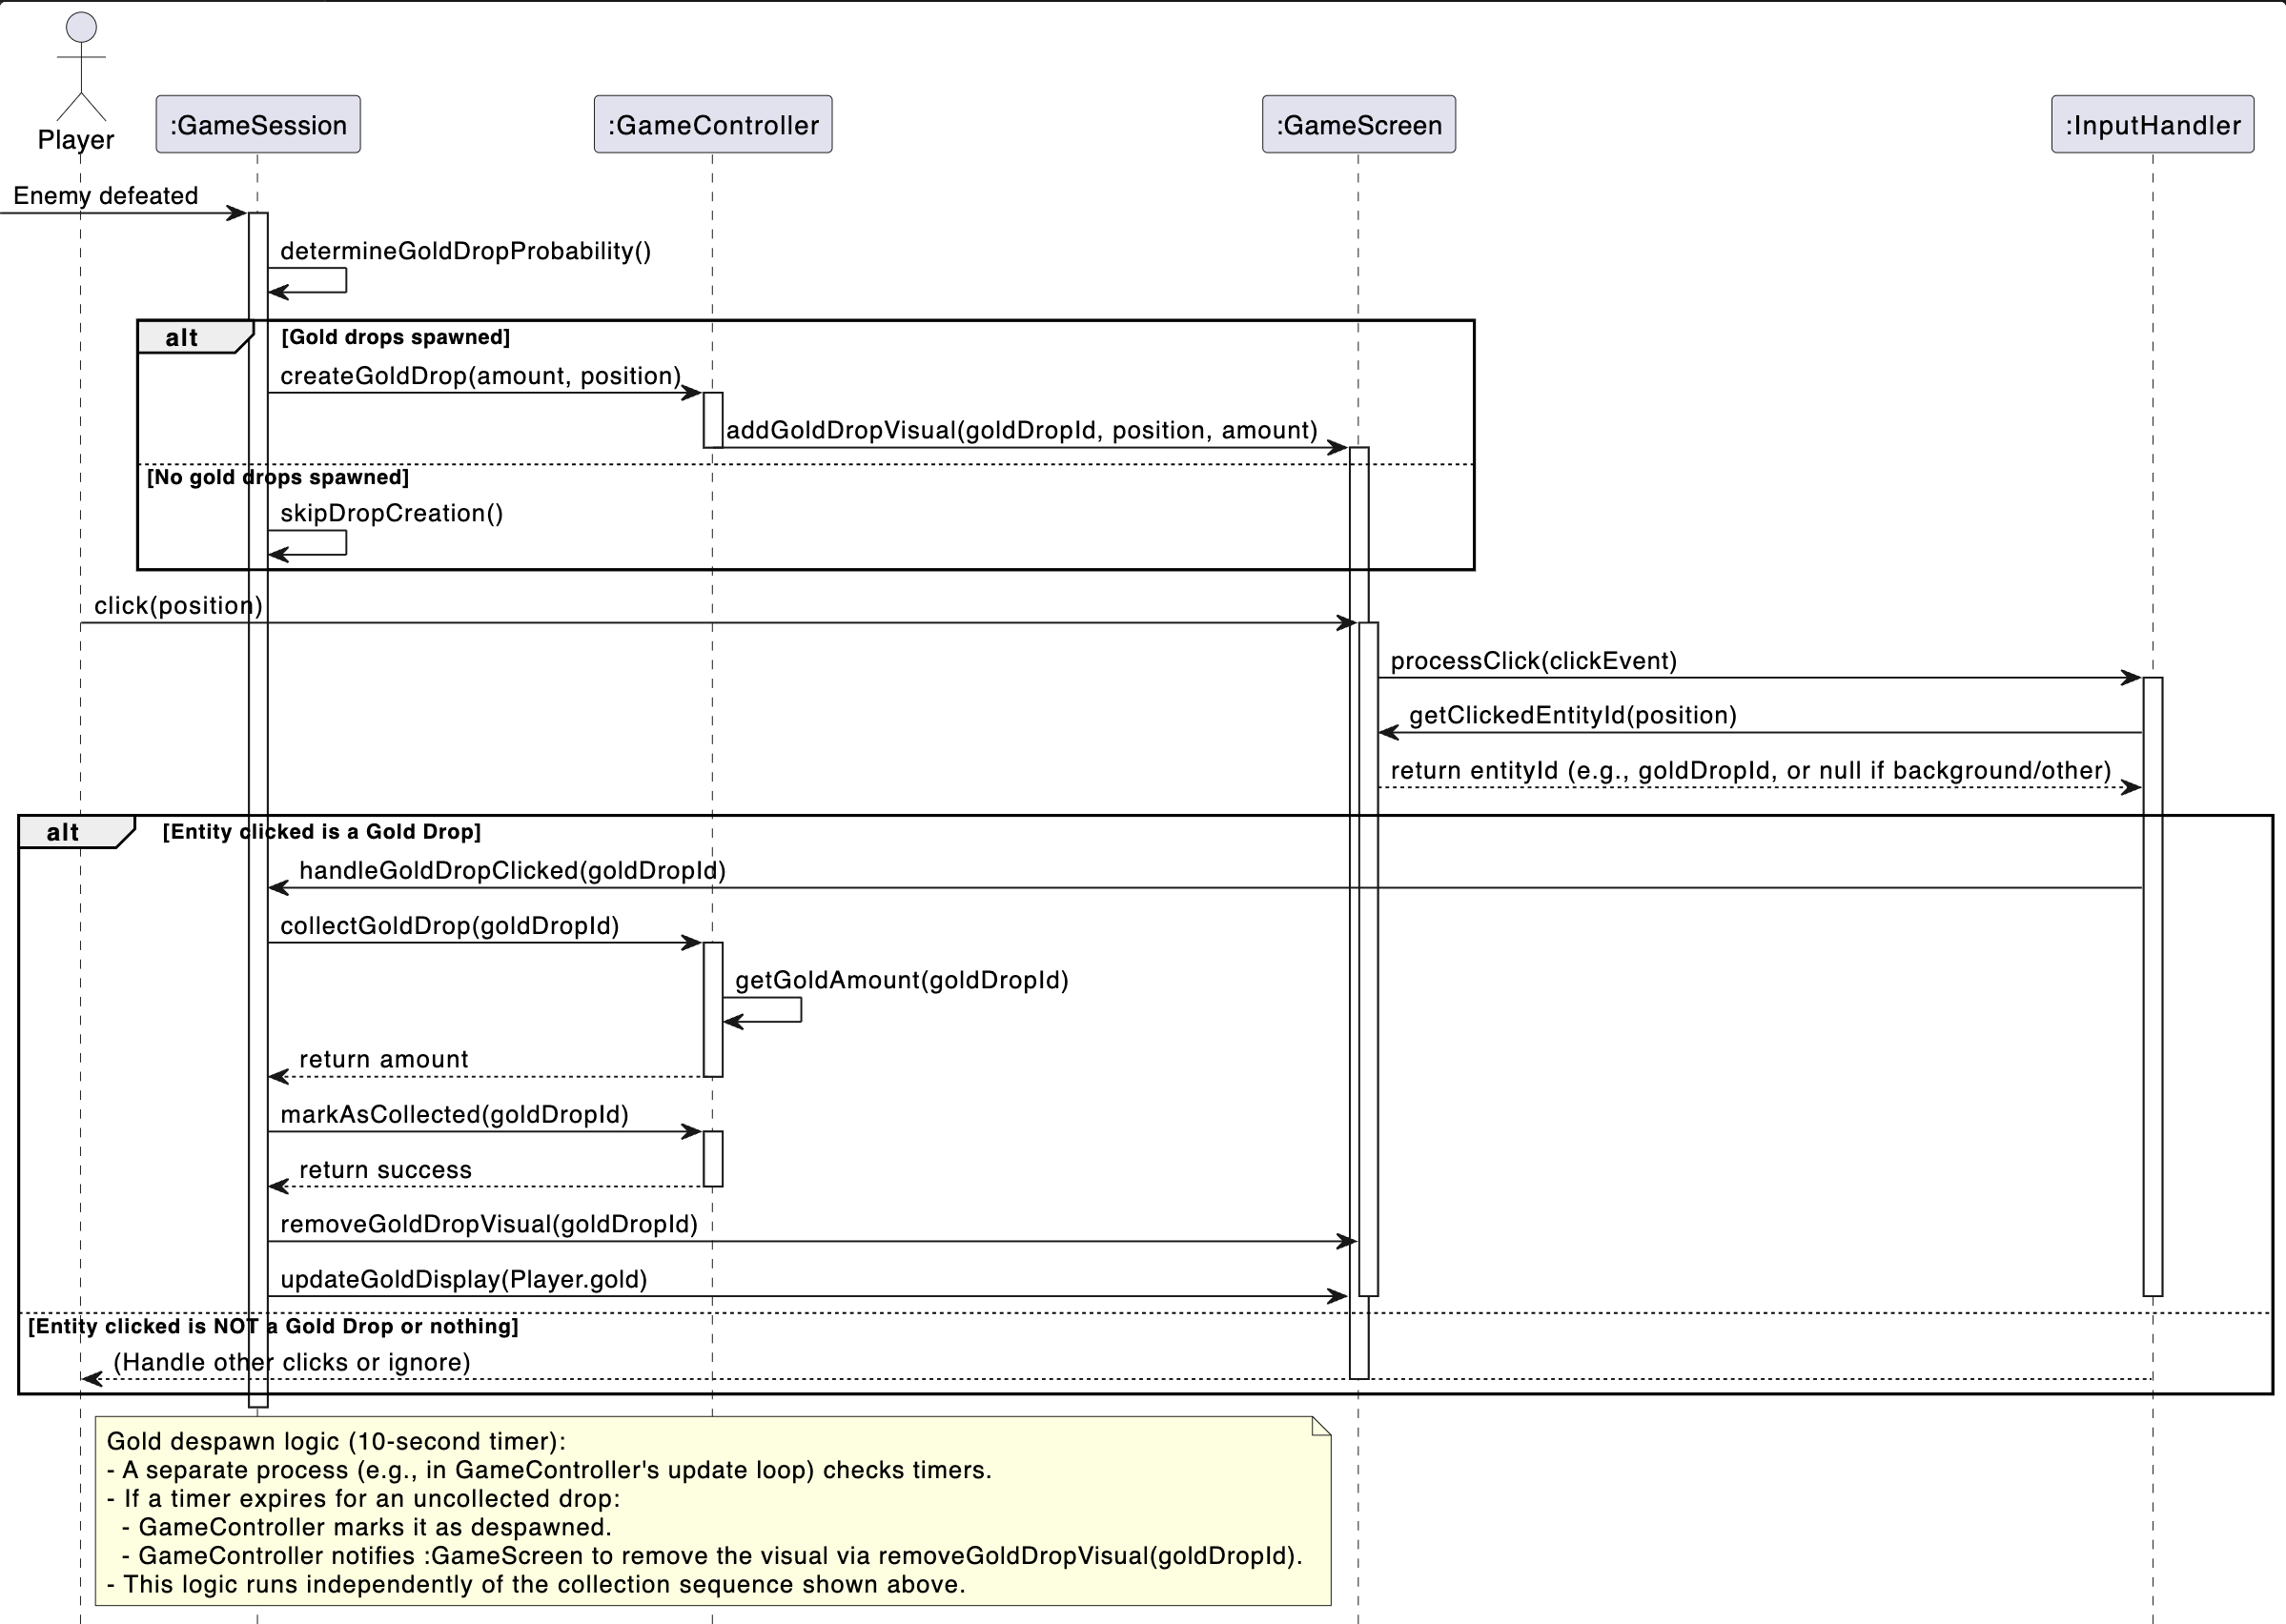 Player
:GameSession
:GameController
:GameScreen
:InputHandler
Enemy defeated
determineGoldDropProbability()
alt
[Gold drops spawned]
createGoldDrop(amount, position)
addGoldDropVisual(goldDropId, position, amount)
[No gold drops spawned]
skipDropCreation()
click(position)
processClick(clickEvent)
getClickedEntityId(position)
return entityId (e.g., goldDropId, or null if background/other)
alt
[Entity clicked is a Gold Drop]
handleGoldDropClicked(goldDropId)
collectGoldDrop(goldDropId)
getGoldAmount(goldDropId)
return amount
markAsCollected(goldDropId)
return success
removeGoldDropVisual(goldDropId)
updateGoldDisplay(Player.gold)
[Entity clicked is NOT a Gold Drop or nothing]
(Handle other clicks or ignore)
Gold despawn logic (10-second timer):
- A separate process (e.g., in GameController's update loop) checks timers.
- If a timer expires for an uncollected drop:
- GameController marks it as despawned.
- GameController notifies :GameScreen to remove the visual via removeGoldDropVisual(goldDropId).
- This logic runs independently of the collection sequence shown above.